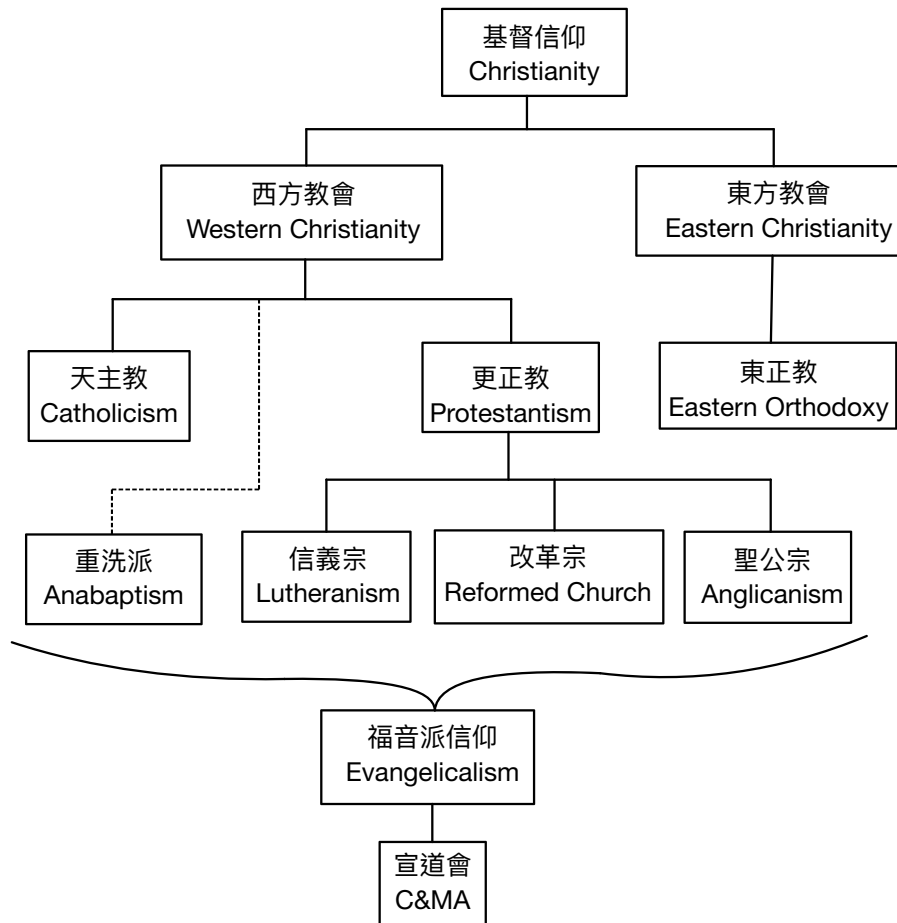 基督信仰
Christianity
西方教會
Western Christianity
東方教會
Eastern Christianity
天主教
Catholicism
更正教
Protestantism
東正教
Eastern Orthodoxy
重洗派
Anabaptism
信義宗
Lutheranism
改革宗
Reformed Church
聖公宗
Anglicanism
福音派信仰
Evangelicalism
宣道會
C&MA